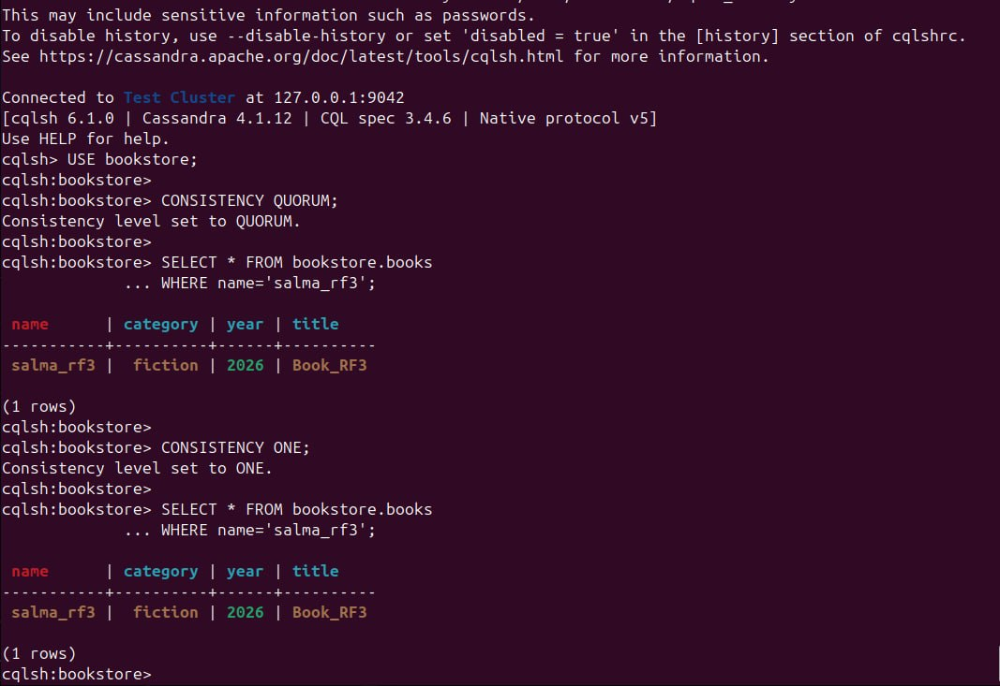 This may include sensitive information such as passwords.
To disable history, use --disable-history or set 'disabled = true' in the [history] section of cqlshrc.
See https://cassandra.apache.org/doc/latest/tools/cqlsh.html for more information.

Connected to Test Cluster at 127.0.0.1:9042
[cqlsh 6.1.0 | Cassandra 4.1.12 | CQL spec 3.4.6 | Native protocol v5]
Use HELP for help.
cqlsh> USE bookstore;
cqlsh:bookstore>
cqlsh:bookstore> CONSISTENCY QUORUM;
Consistency level set to QUORUM.
cqlsh:bookstore>
cqlsh:bookstore> SELECT * FROM bookstore.books
             ... WHERE name='salma_rf3';

 name      | category | year | title
-----------+----------+------+----------
 salma_rf3 |  fiction | 2026 | Book_RF3

(1 rows)
cqlsh:bookstore>
cqlsh:bookstore> CONSISTENCY ONE;
Consistency level set to ONE.
cqlsh:bookstore>
cqlsh:bookstore> SELECT * FROM bookstore.books
             ... WHERE name='salma_rf3';

 name      | category | year | title
-----------+----------+------+----------
 salma_rf3 |  fiction | 2026 | Book_RF3

(1 rows)
cqlsh:bookstore>